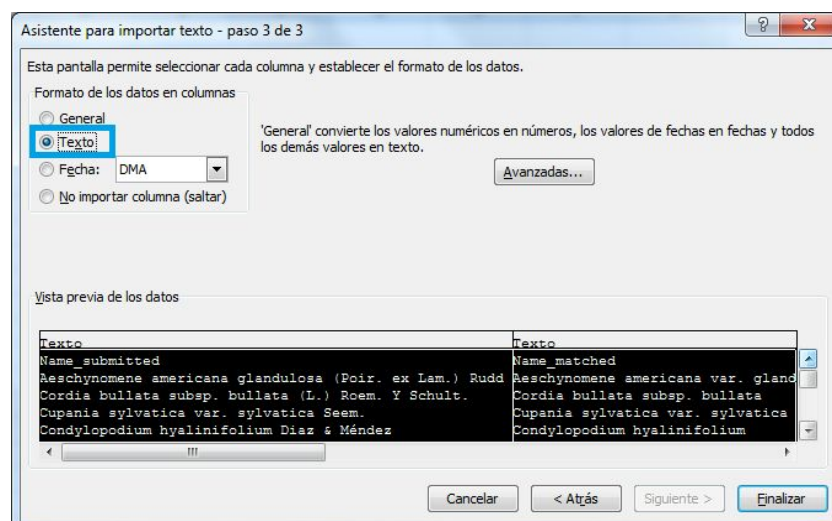 Asistente para importar texto - paso 3 de 3
Esta pantalla permite seleccionar cada columna y establecer el formato de los datos.
Formato de los datos en columnas
General
Texto
Fecha: DMA
No importar columna (saltar)
'General' convierte los valores numéricos en números, los valores de fechas en fechas y todos
los demás valores en texto.
Avanzadas...
Vista previa de los datos
Texto Texto
Name_submitted Name_matched
Aeschynomene americana glandulosa (Poir. ex Lam.) Rudd Aeschynomene americana var. gland
Cordia bullata subsp. bullata (L.) Roem. Y Schult. Cordia bullata subsp. bullata
Cupania sylvatica var. sylvatica Seem. Cupania sylvatica var. sylvatica
Condylopodium hyalinifolium Diaz & Méndez Condylopodium hyalinifolium
Cancelar < Atrás Siguiente > Finalizar